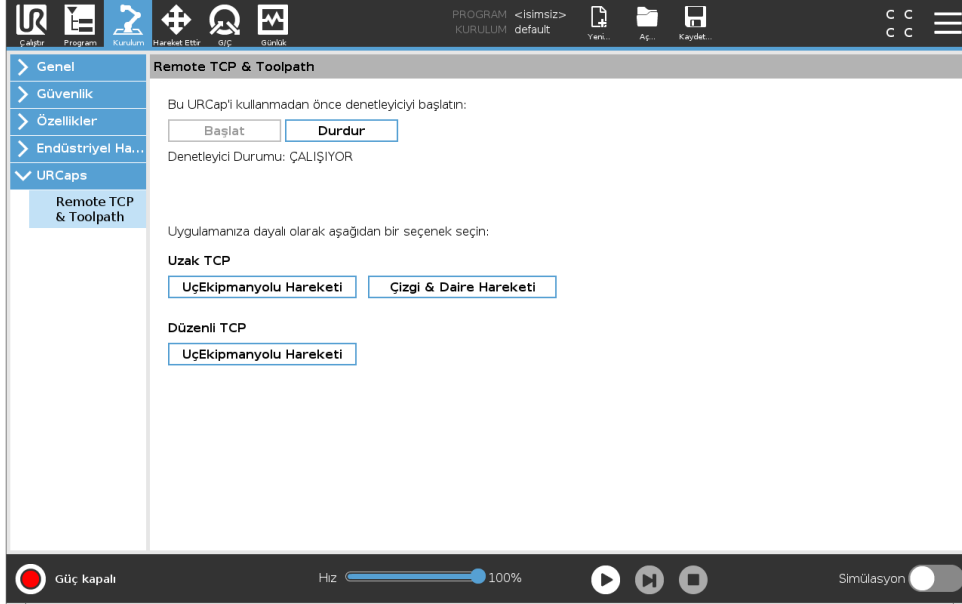 PROGRAM <isimsiz>
KURULUM default
C C
C C
Çalıştır Program Kurulum Hareket Ettir G/Ç Günlük Yeni... Aç... Kaydet...
Genel
Güvenlik
Özellikler
Endüstriyel Ha...
URCaps
Remote TCP
& Toolpath
Remote TCP & Toolpath
Bu URCap'i kullanmadan önce denetleyiciyi başlatın:
Başlat Durdur
Denetleyici Durumu: ÇALIŞIYOR
Uygulamanıza dayalı olarak aşağıdan bir seçenek seçin:
Uzak TCP
UçEkipmanyolu Hareketi Çizgi & Daire Hareketi
Düzenli TCP
UçEkipmanyolu Hareketi
Güç kapalı Hız 100% Simülasyon